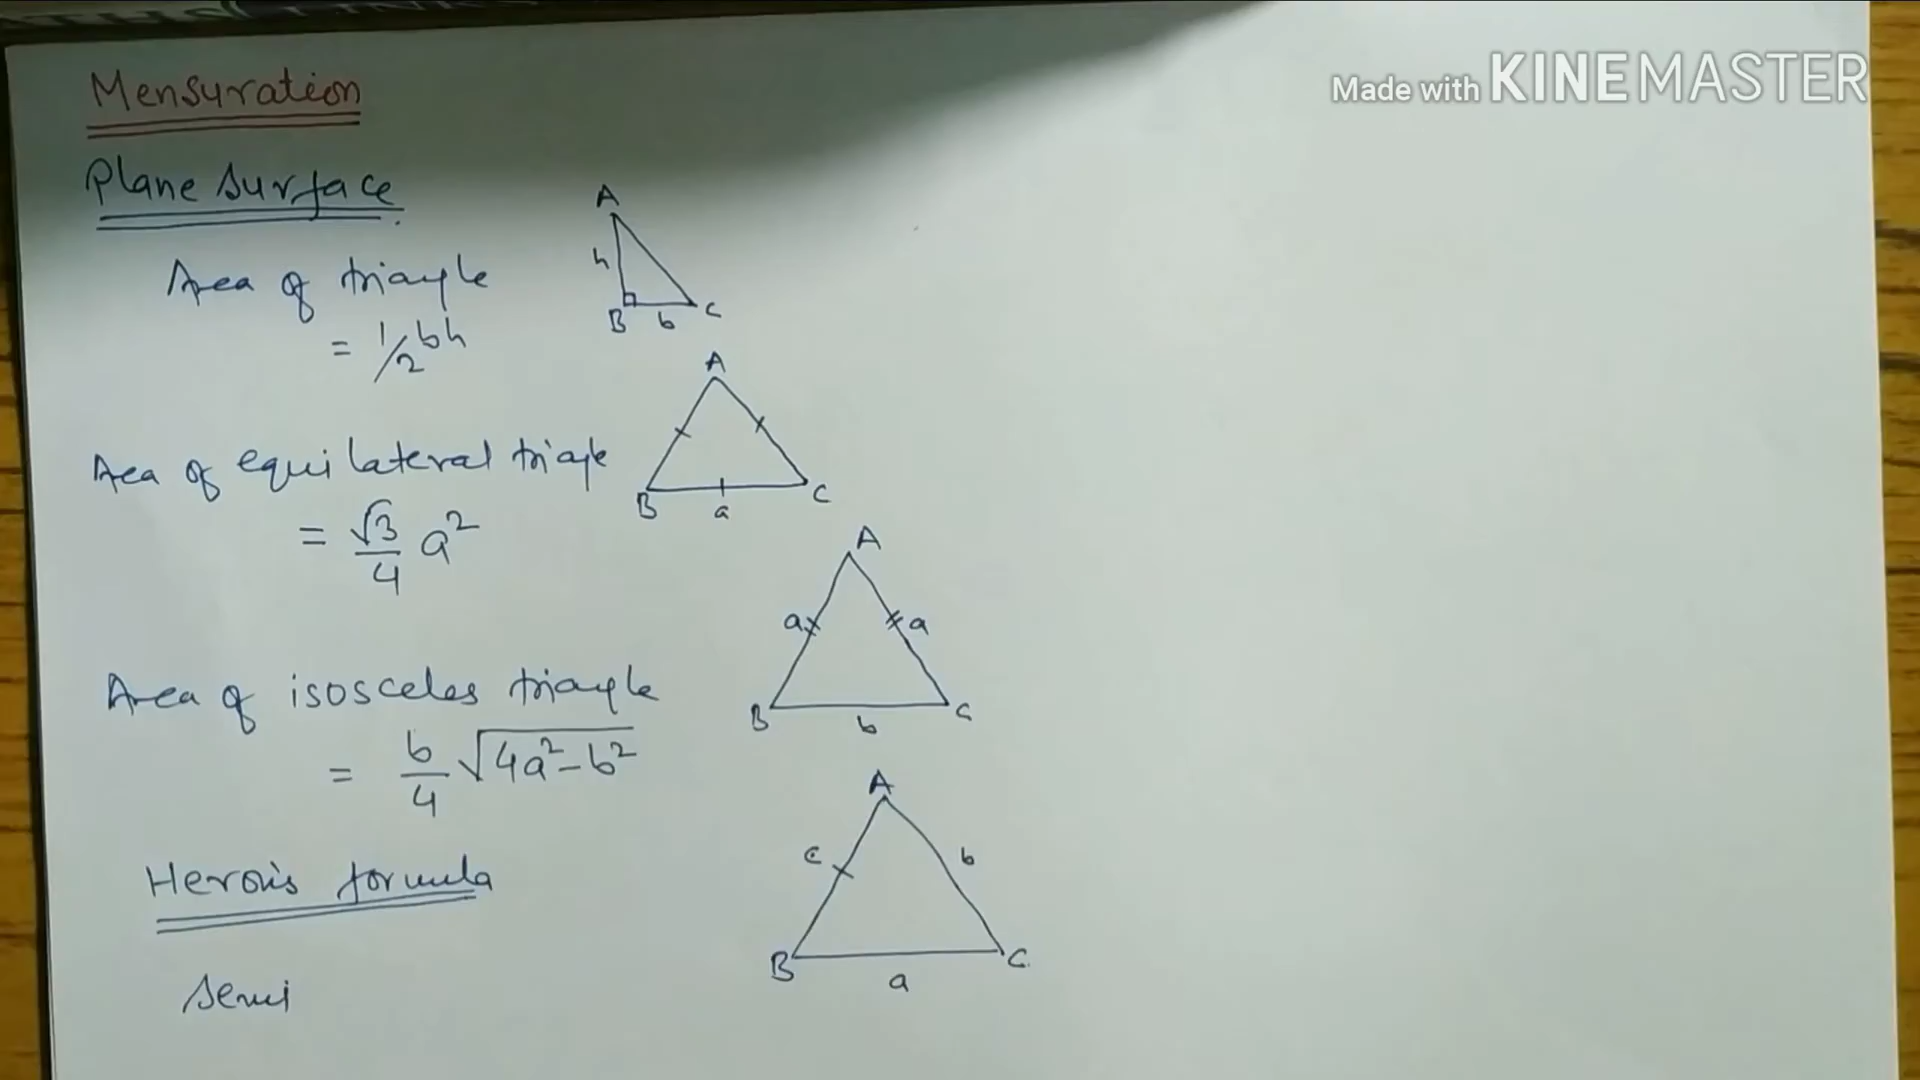 Made with KINEMASTER
Mensuration
Plane surface
Area of triangle
= 1/2 bh
A
h
B b C
Area of equilateral triangle
= √3/4 a²
A
B a C
Area of isosceles triangle
= b/4 √4a²-b²
A
a a
B b C
Heron's formula
Semi
A
c b
B a C